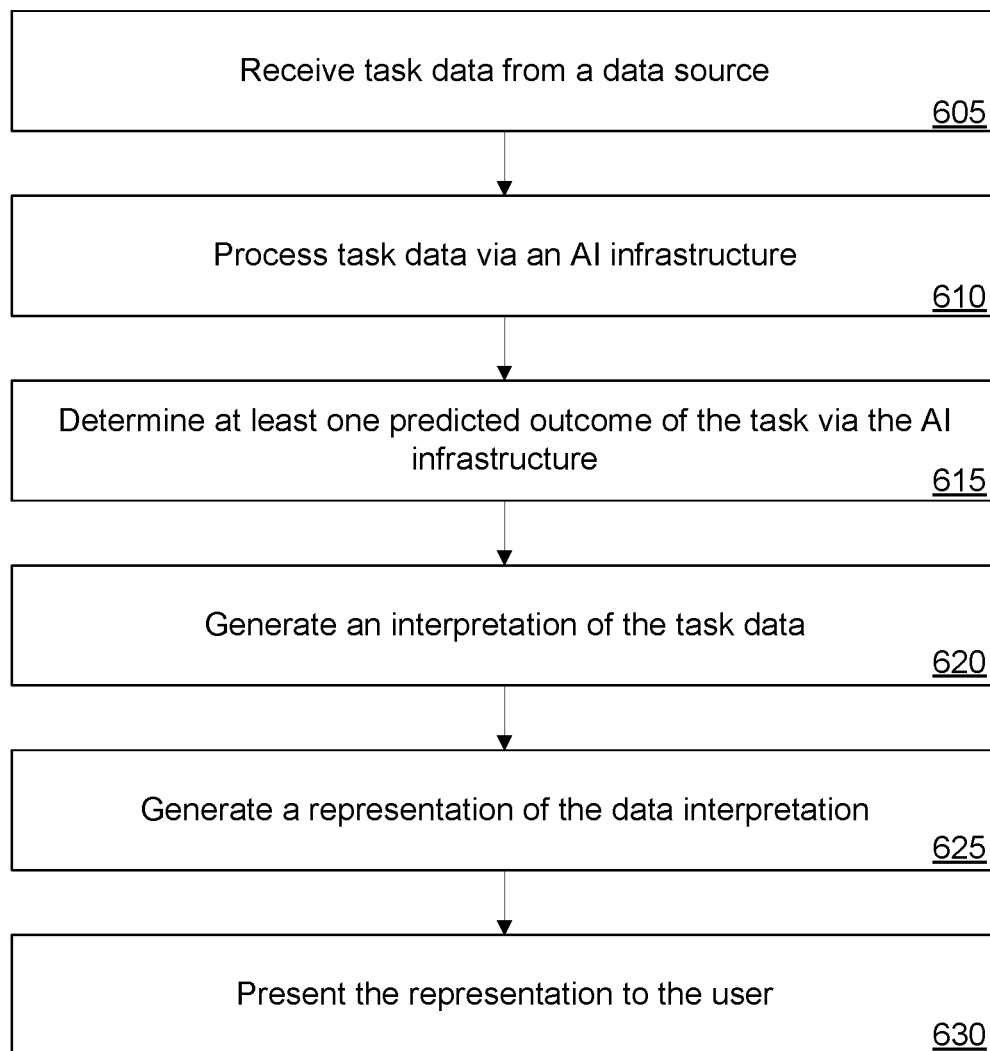 Receive task data from a data source
605
Process task data via an AI infrastructure
610
Determine at least one predicted outcome of the task via the AI
infrastructure
615
Generate an interpretation of the task data
620
Generate a representation of the data interpretation
625
Present the representation to the user
630